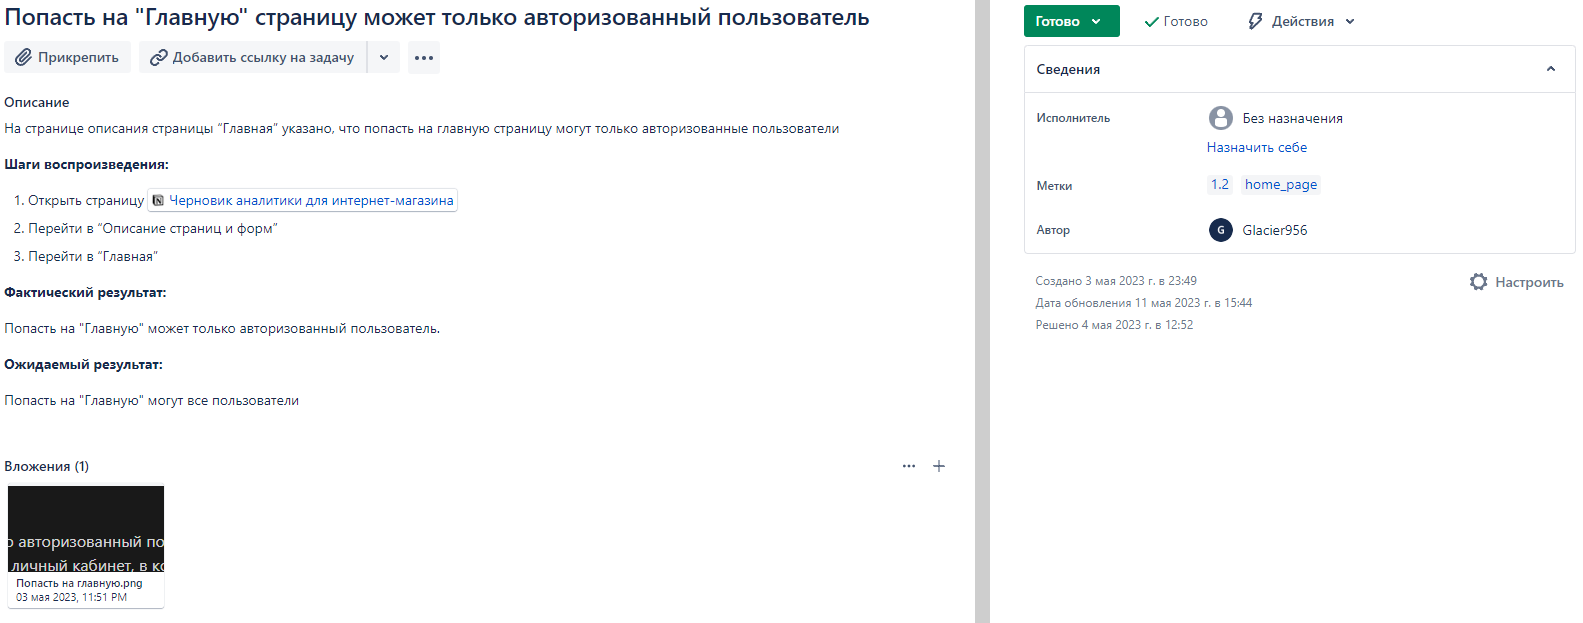 Попасть на "Главную" страницу может только авторизованный пользователь
Прикрепить
Добавить ссылку на задачу
Описание
На странице описания страницы “Главная” указано, что попасть на главную страницу могут только авторизованные пользователи
Шаги воспроизведения:
1. Открыть страницу Черновик аналитики для интернет-магазина
2. Перейти в “Описание страниц и форм”
3. Перейти в “Главная”
Фактический результат:
Попасть на "Главную" может только авторизованный пользователь.
Ожидаемый результат:
Попасть на "Главную" могут все пользователи
Вложения (1)
о авторизованный по
личный кабинет, в ко
Попасть на главную.png
03 мая 2023, 11:51 PM
Готово
Готово
Действия
Сведения
Исполнитель
Без назначения
Назначить себе
Метки
1.2 home_page
Автор
G Glacier956
Создано 3 мая 2023 г. в 23:49
Дата обновления 11 мая 2023 г. в 15:44
Решено 4 мая 2023 г. в 12:52
Настроить